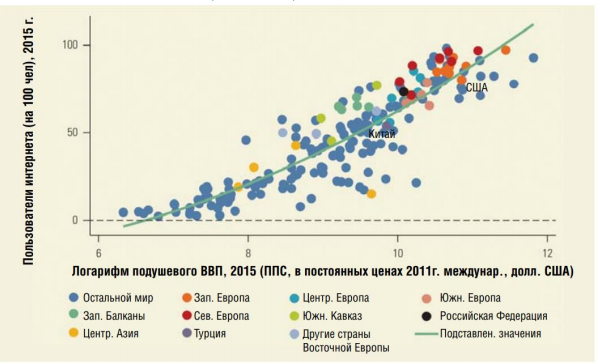 Пользователи интернета (на 100 чел), 2015 г.
100
50
0
США
Китай
6
8
10
12
Логарифм подушевого ВВП, 2015 (ППС, в постоянных ценах 2011г. междунар., долл. США)
Остальной мир
Зап. Европа
Центр. Европа
Южн. Европа
Зап. Балканы
Сев. Европа
Южн. Кавказ
Российская Федерация
Центр. Азия
Турция
Другие страны
Восточной Европы
Подставлен. значения